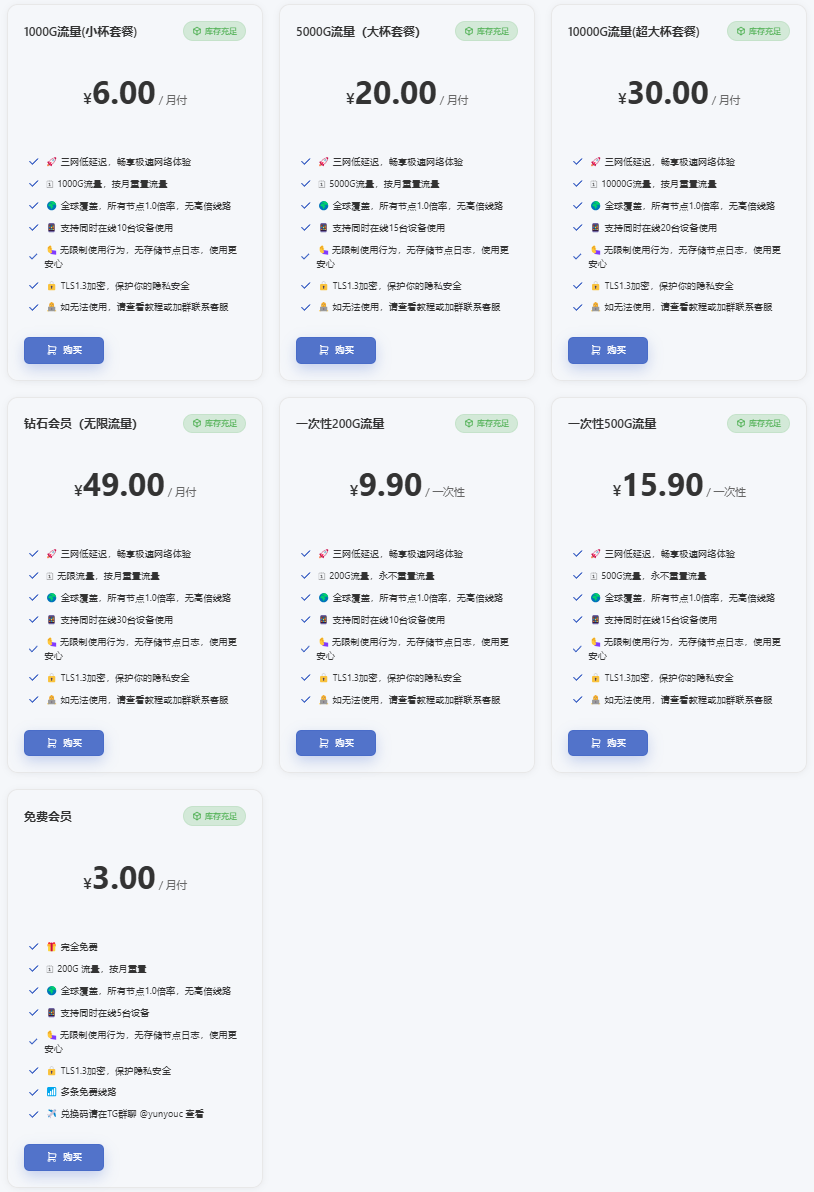 1000G流量(小杯套餐)
库存充足
¥6.00 / 月付
三网低延迟，畅享极速网络体验
1000G流量，按月重置流量
全球覆盖，所有节点1.0倍率，无高倍线路
支持同时在线10台设备使用
无限制使用行为，无存储节点日志，使用更
安心
TLS1.3加密，保护你的隐私安全
如无法使用，请查看教程或加群联系客服
购买
5000G流量（大杯套餐）
库存充足
¥20.00 / 月付
三网低延迟，畅享极速网络体验
5000G流量，按月重置流量
全球覆盖，所有节点1.0倍率，无高倍线路
支持同时在线15台设备使用
无限制使用行为，无存储节点日志，使用更
安心
TLS1.3加密，保护你的隐私安全
如无法使用，请查看教程或加群联系客服
购买
10000G流量(超大杯套餐)
库存充足
¥30.00 / 月付
三网低延迟，畅享极速网络体验
10000G流量，按月重置流量
全球覆盖，所有节点1.0倍率，无高倍线路
支持同时在线20台设备使用
无限制使用行为，无存储节点日志，使用更
安心
TLS1.3加密，保护你的隐私安全
如无法使用，请查看教程或加群联系客服
购买
钻石会员（无限流量）
库存充足
¥49.00 / 月付
三网低延迟，畅享极速网络体验
无限流量，按月重置流量
全球覆盖，所有节点1.0倍率，无高倍线路
支持同时在线30台设备使用
无限制使用行为，无存储节点日志，使用更
安心
TLS1.3加密，保护你的隐私安全
如无法使用，请查看教程或加群联系客服
购买
一次性200G流量
库存充足
¥9.90 / 一次性
三网低延迟，畅享极速网络体验
200G流量，永不重置流量
全球覆盖，所有节点1.0倍率，无高倍线路
支持同时在线10台设备使用
无限制使用行为，无存储节点日志，使用更
安心
TLS1.3加密，保护你的隐私安全
如无法使用，请查看教程或加群联系客服
购买
一次性500G流量
库存充足
¥15.90 / 一次性
三网低延迟，畅享极速网络体验
500G流量，永不重置流量
全球覆盖，所有节点1.0倍率，无高倍线路
支持同时在线15台设备使用
无限制使用行为，无存储节点日志，使用更
安心
TLS1.3加密，保护你的隐私安全
如无法使用，请查看教程或加群联系客服
购买
免费会员
库存充足
¥3.00 / 月付
完全免费
200G 流量，按月重置
全球覆盖，所有节点1.0倍率，无高倍线路
支持同时在线5台设备
无限制使用行为，无存储节点日志，使用更
安心
TLS1.3加密，保护隐私安全
多条免费线路
兑换码请在TG群聊 @yunyouc 查看
购买